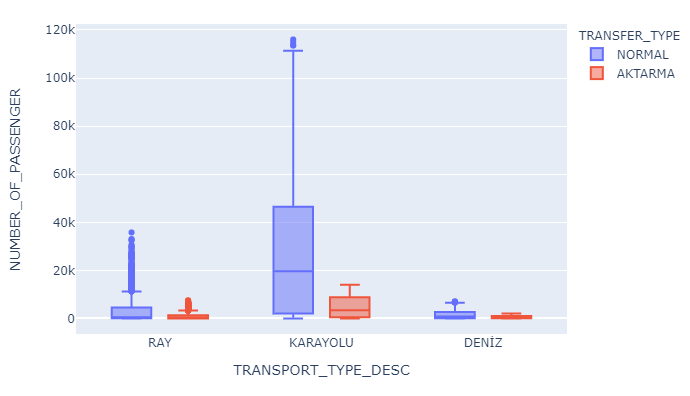 120k
100k
80k
60k
40k
20k
0
NUMBER_OF_PASSENGER
RAY
KARAYOLU
DENİZ
TRANSPORT_TYPE_DESC
TRANSFER_TYPE
NORMAL
AKTARMA